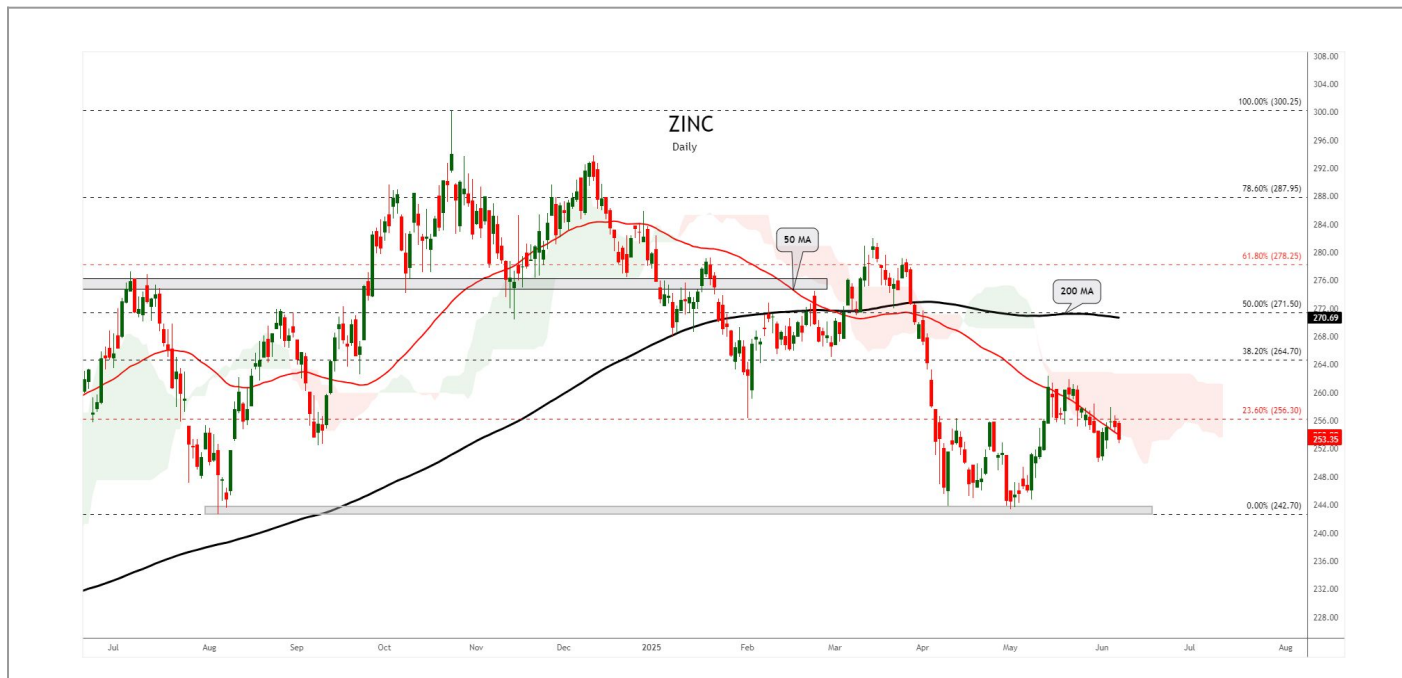 ZINC
Daily
50 MA
200 MA
100.00% (300.25)
78.60% (287.95)
61.80% (278.25)
50.00% (271.50)
38.20% (264.70)
23.60% (256.30)
0.00% (242.70)
308.00
304.00
300.00
296.00
292.00
288.00
284.00
280.00
276.00
272.00
270.69
268.00
264.00
260.00
256.00
253.35
252.00
248.00
244.00
240.00
236.00
232.00
228.00
Jul
Aug
Sep
Oct
Nov
Dec
2025
Feb
Mar
Apr
May
Jun
Jul
Aug